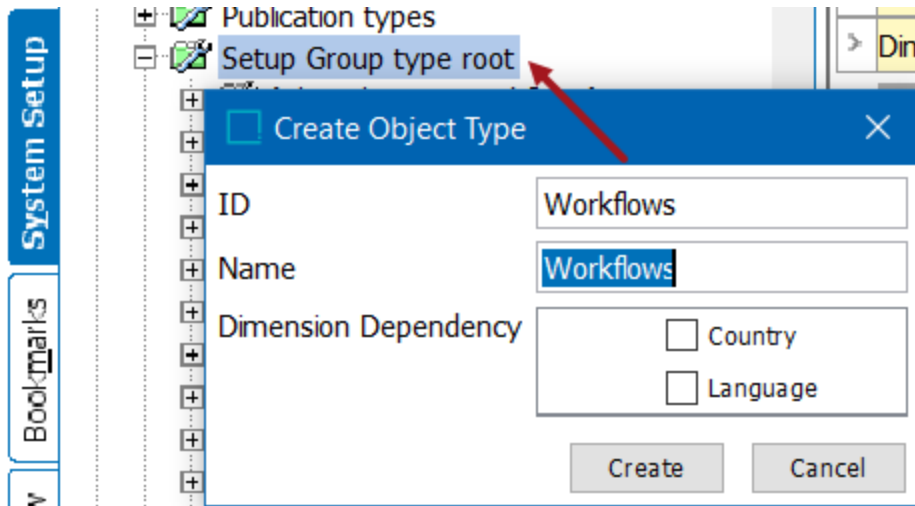 Publication types
Setup Group type root
Din
System Setup
Bookmarks
Create Object Type
ID
Workflows
Name
Workflows
Dimension Dependency
Country
Language
Create
Cancel